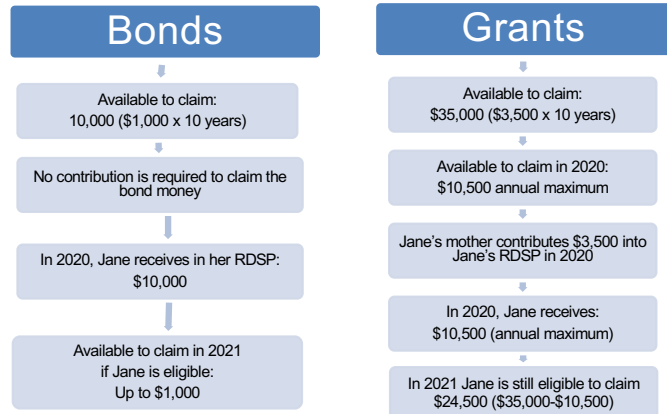 Bonds
Available to claim:
10,000 ($1,000 x 10 years)
No contribution is required to claim the
bond money
In 2020, Jane receives in her RDSP:
$10,000
Available to claim in 2021
if Jane is eligible:
Up to $1,000
Grants
Available to claim:
$35,000 ($3,500 x 10 years)
Available to claim in 2020:
$10,500 annual maximum
Jane's mother contributes $3,500 into
Jane's RDSP in 2020
In 2020, Jane receives:
$10,500 (annual maximum)
In 2021 Jane is still eligible to claim
$24,500 ($35,000-$10,500)